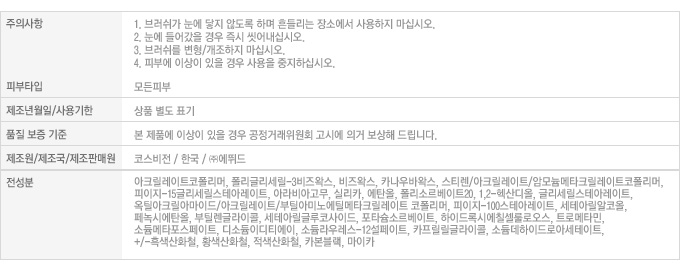 주의사항
1. 브러쉬가 눈에 닿지 않도록 하며 흔들리는 장소에서 사용하지 마십시오.
2. 눈에 들어갔을 경우 즉시 씻어내십시오.
3. 브러쉬를 변형/개조하지 마십시오.
4. 피부에 이상이 있을 경우 사용을 중지하십시오.
피부타입 모든피부
제조년월일/사용기한 상품 별도 표기
품질 보증 기준 본 제품에 이상이 있을 경우 공정거래위원회 고시에 의거 보상해 드립니다.
제조원/제조국/제조판매원 코스비전 / 한국 / ㈜에뛰드
전성분
아크릴레이트코폴리머, 폴리글리세릴-3비즈왁스, 비즈왁스, 카나우바왁스, 스티렌/아크릴레이트/암모늄메타크릴레이트코폴리머,
피이지-15글리세릴스테아레이트, 아라비아고무, 실리카, 에탄올, 폴리소르베이트20, 1,2-헥산디올, 글리세릴스테아레이트,
옥틸아크릴아마이드/아크릴레이트/부틸아미노에틸메타크릴레이트 코폴리머, 피이지-100스테아레이트, 세테아릴알코올,
페녹시에탄올, 부틸렌글라이콜, 세테아릴글루코사이드, 포타슘소르베이트, 하이드록시에칠셀룰로오스, 트로메타민,
소듐메타포스페이트, 디소듐이디티에이, 소듐라우레스-12설페이트, 카프릴릴글라이콜, 소듐데하이드로아세테이트,
+/-흑색산화철, 황색산화철, 적색산화철, 카본블랙, 마이카